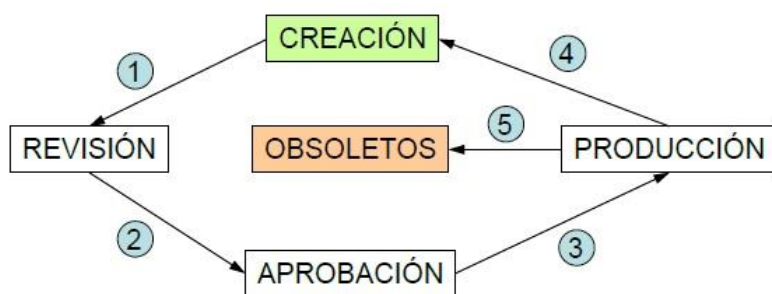 CREACIÓN
1
4
REVISIÓN
OBSOLETOS
5
PRODUCCIÓN
2
APROBACIÓN
3